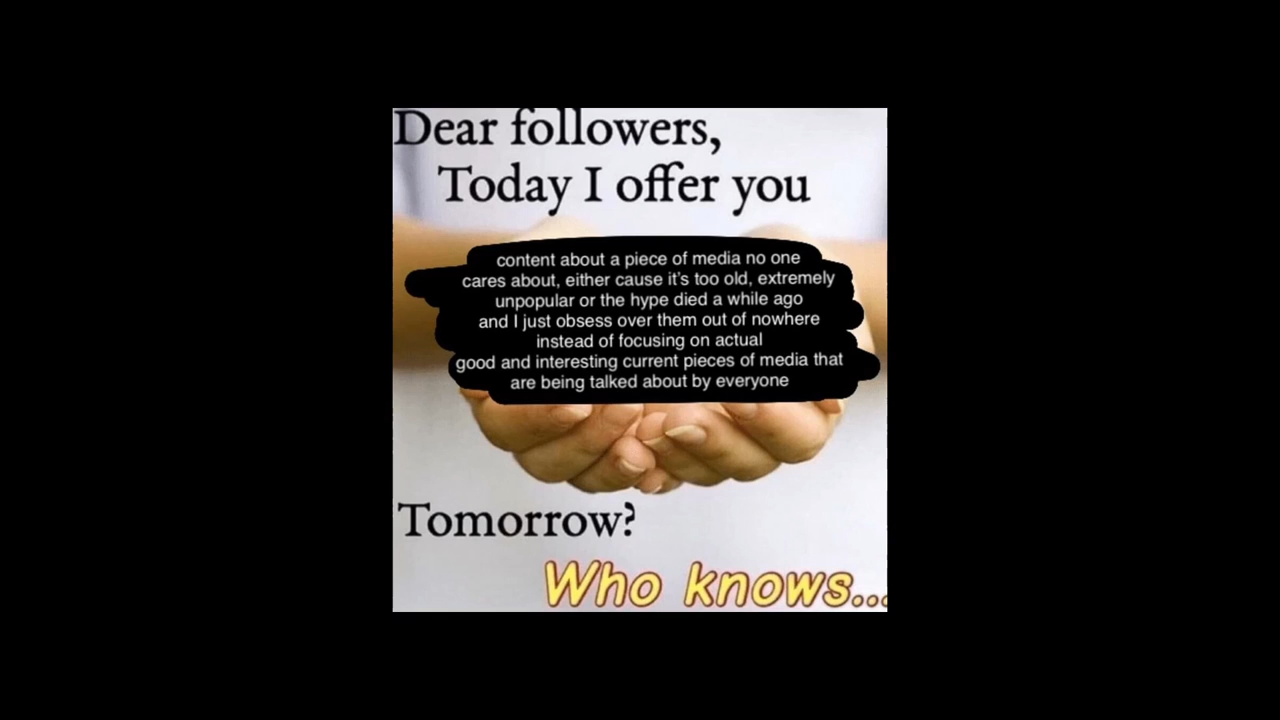 Dear followers,
Today I offer you
content about a piece of media no one
cares about, either cause it's too old, extremely
unpopular or the hype died a while ago
and I just obsess over them out of nowhere
instead of focusing on actual
good and interesting current pieces of media that
are being talked about by everyone
Tomorrow?
Who knows...